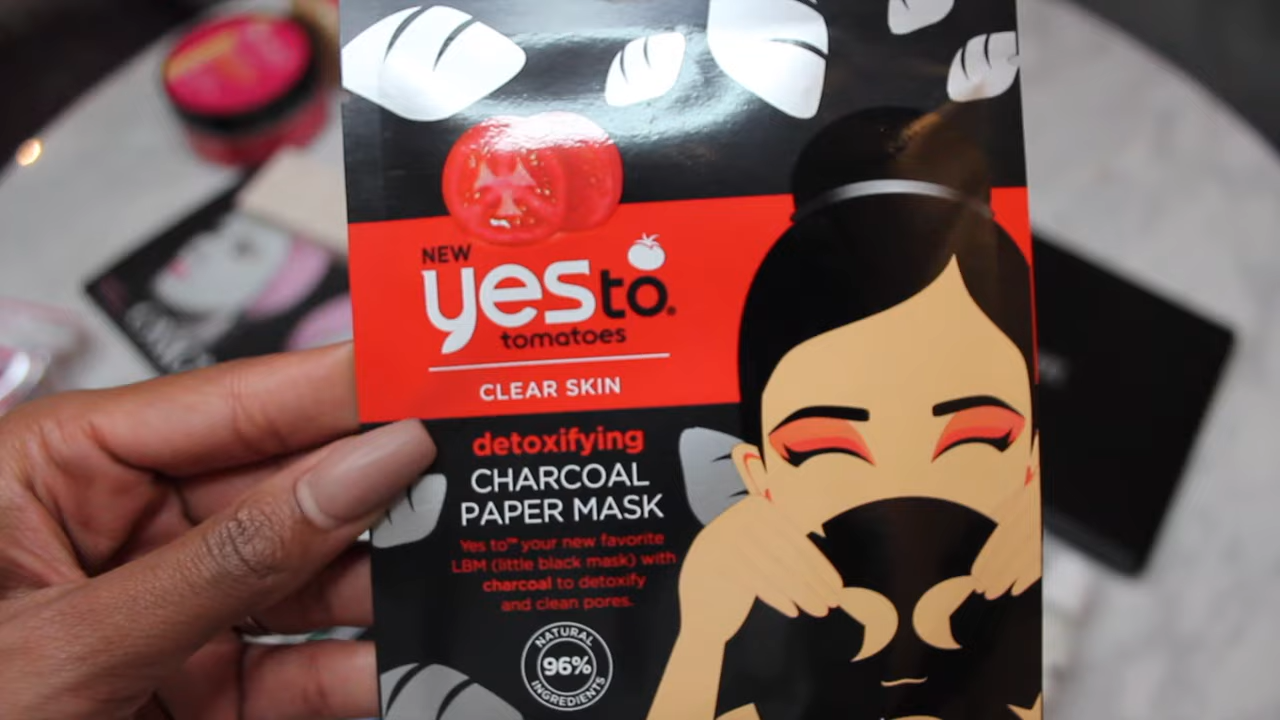 NEW
yes to®
tomatoes
CLEAR SKIN
detoxifying
CHARCOAL
PAPER MASK
Yes to™ your new favorite
LBM (little black mask) with
charcoal to detoxify
and clean pores.
NATURAL
96%
INGREDIENTS